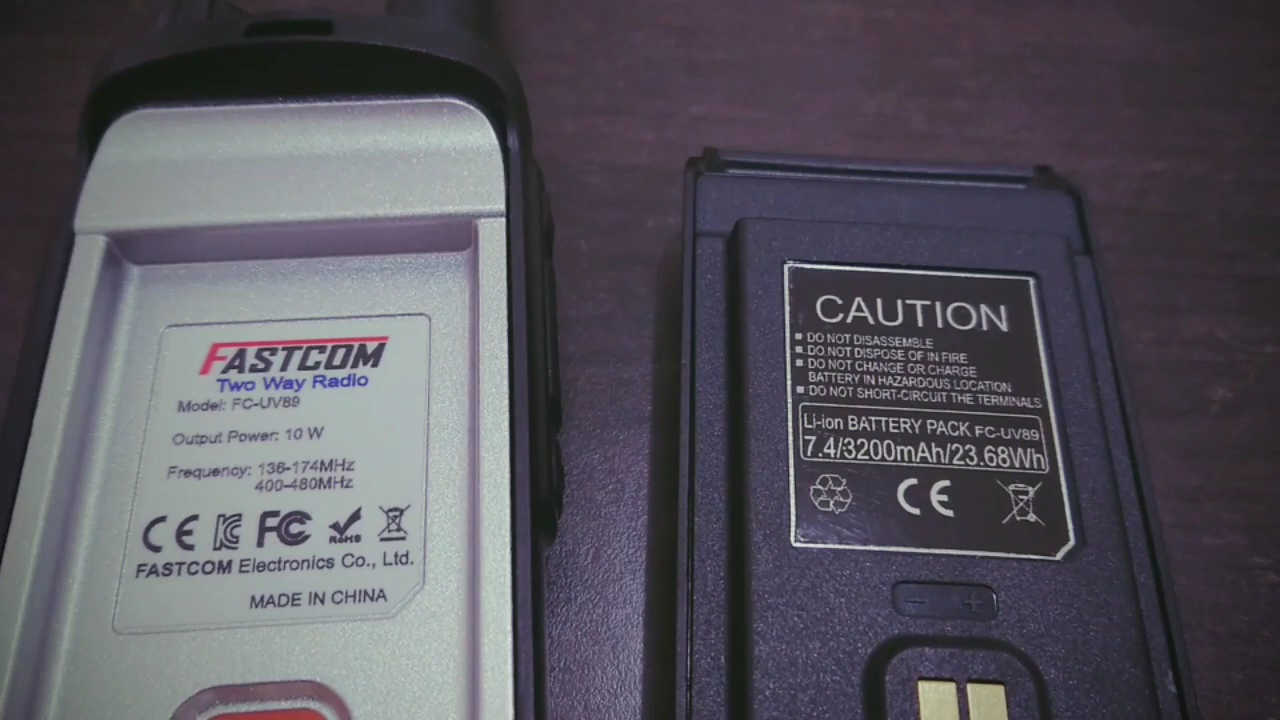 FASTCOM
Two Way Radio
Model: FC-UV89
Output Power: 10 W
Frequency: 136-174MHz
400-480MHz
CE FC RoHS
FASTCOM Electronics Co., Ltd.
MADE IN CHINA
CAUTION
DO NOT DISASSEMBLE
DO NOT DISPOSE OF IN FIRE
DO NOT CHANGE OR CHARGE
BATTERY IN HAZARDOUS LOCATION
DO NOT SHORT-CIRCUIT THE TERMINALS
Li-ion BATTERY PACK FC-UV89
7.4/3200mAh/23.68Wh
CE
- +